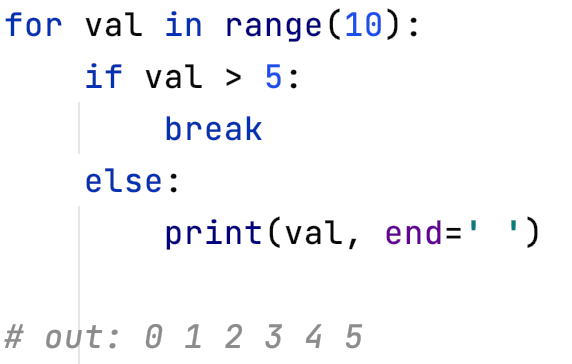 for val in range(10):
    if val > 5:
        break
    else:
        print(val, end=' ')
# out: 0 1 2 3 4 5